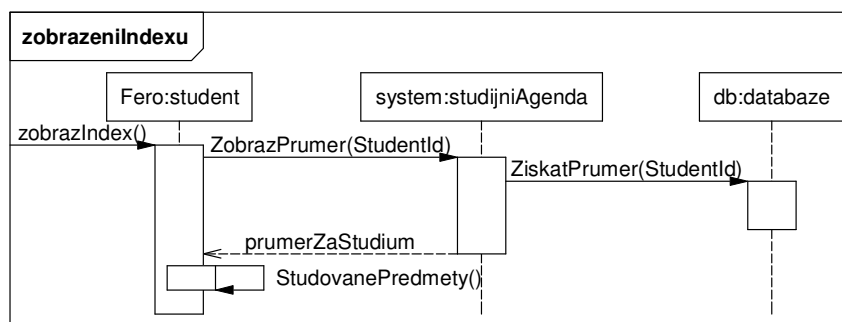 zobrazeniIndexu
Fero:student
system:studijniAgenda
db:databaze
zobrazIndex()
ZobrazPrumer(StudentId)
ZiskatPrumer(StudentId)
prumerZaStudium
StudovanePredmety()